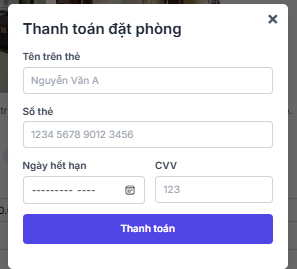 Thanh toán đặt phòng
Tên trên thẻ
Nguyễn Văn A
Số thẻ
1234 5678 9012 3456
Ngày hết hạn CVV
--------- ---- 123
Thanh toán